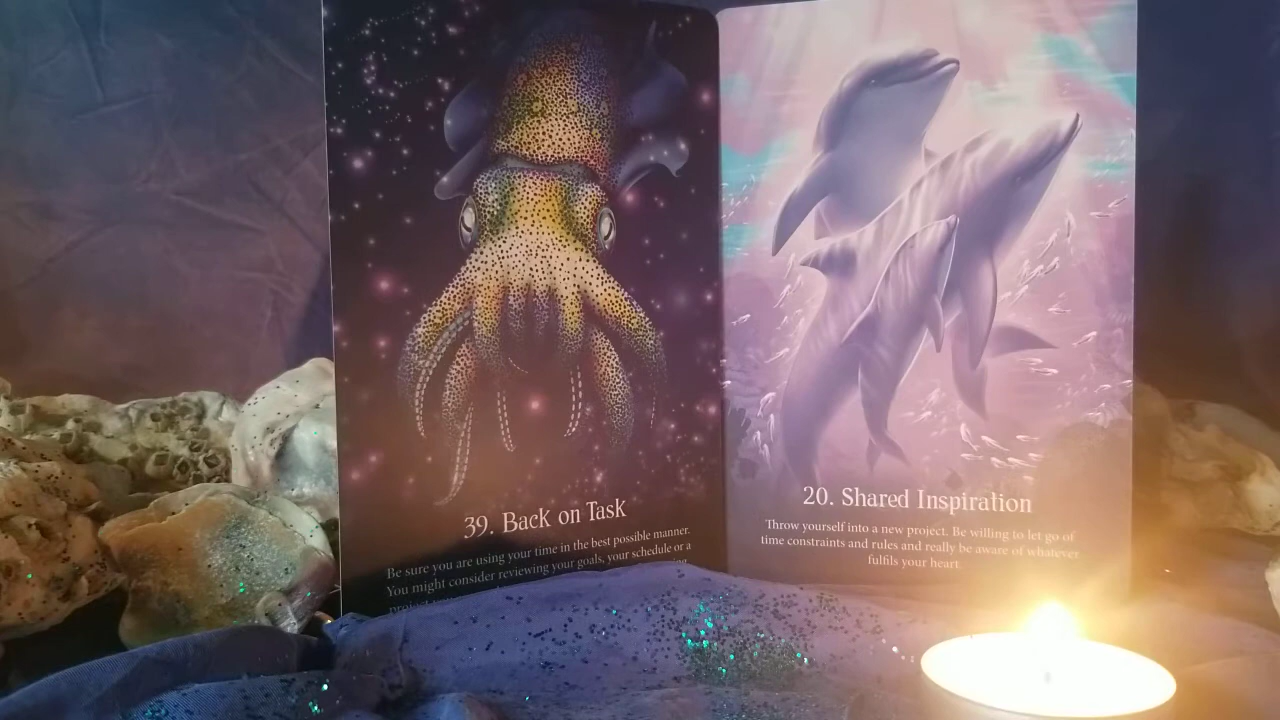 39. Back on Task
Be sure you are using your time in the best possible manner.
You might consider reviewing your goals, your schedule or a
20. Shared Inspiration
Throw yourself into a new project. Be willing to let go of
time constraints and rules and really be aware of whatever
fulfils your heart.